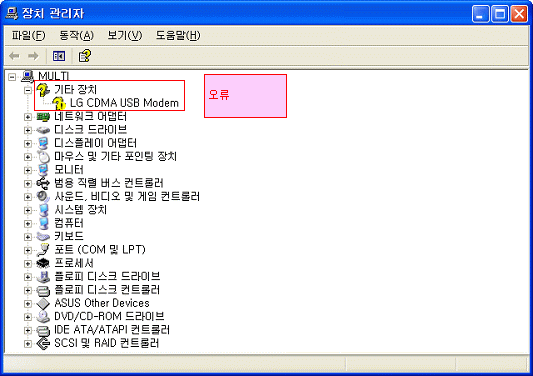 장치 관리자
파일(F) 동작(A) 보기(V) 도움말(H)
MULTI
기타 장치
LG CDMA USB Modem
오류
네트워크 어댑터
디스크 드라이브
디스플레이 어댑터
마우스 및 기타 포인팅 장치
모니터
범용 직렬 버스 컨트롤러
사운드, 비디오 및 게임 컨트롤러
시스템 장치
컴퓨터
키보드
포트 (COM 및 LPT)
프로세서
플로피 디스크 드라이브
플로피 디스크 컨트롤러
ASUS Other Devices
DVD/CD-ROM 드라이브
IDE ATA/ATAPI 컨트롤러
SCSI 및 RAID 컨트롤러